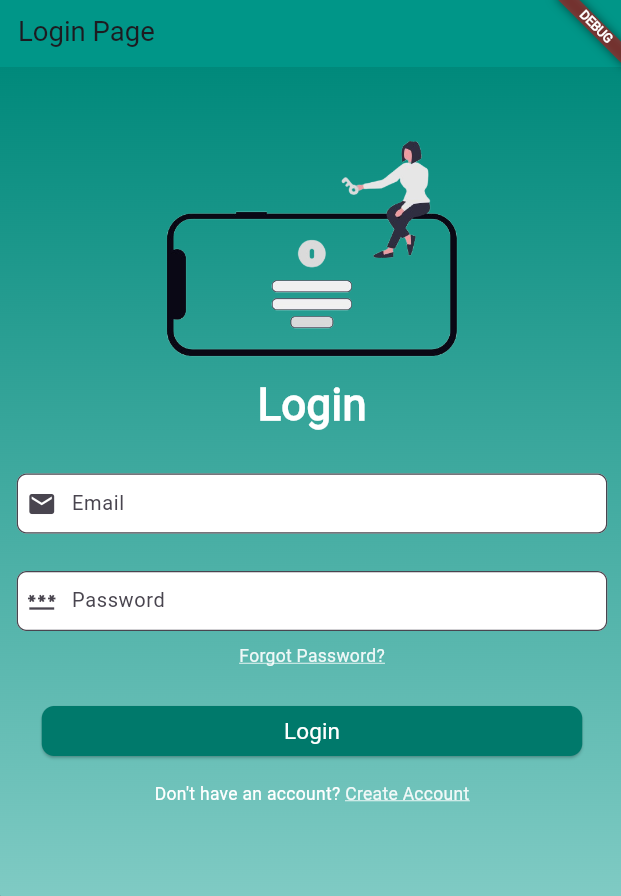 Login Page
DEBUG
Login
Email
Password
Forgot Password?
Login
Don't have an account? Create Account